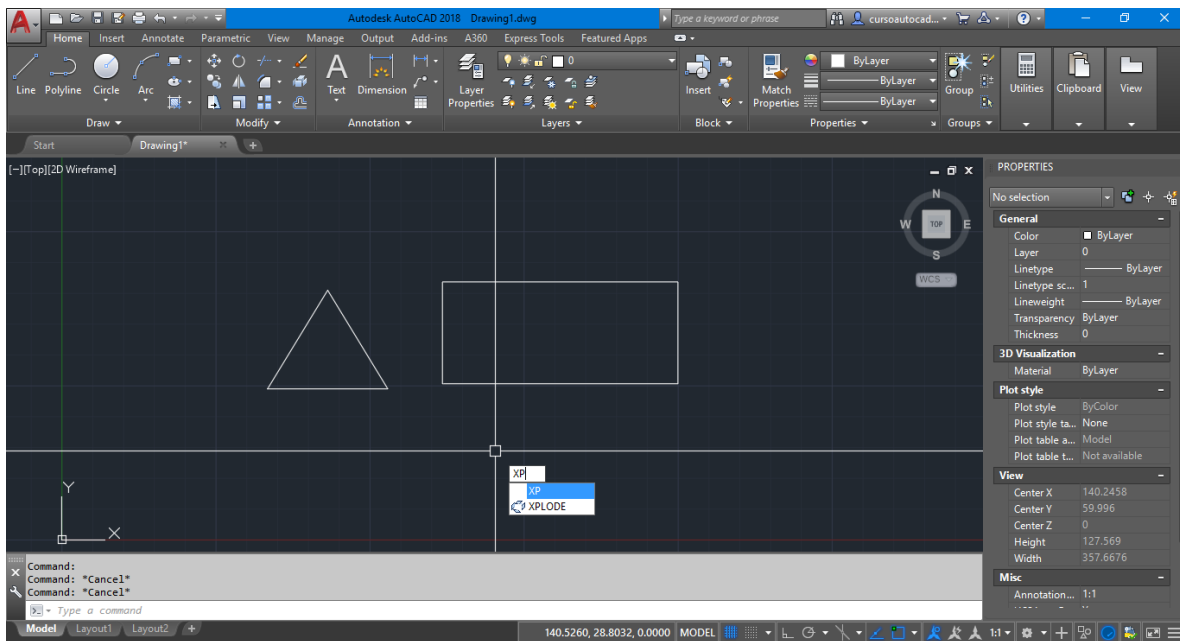 Autodesk AutoCAD 2018 Drawing1.dwg
Type a keyword or phrase
cursoautocad...
Home Insert Annotate Parametric View Manage Output Add-ins A360 Express Tools Featured Apps
Line Polyline Circle Arc
Text Dimension
Layer Properties
0
Insert
Match Properties
ByLayer
ByLayer
ByLayer
Group
Utilities Clipboard View
Draw Modify Annotation Layers Block Properties Groups
Start Drawing1* +
[−][Top][2D Wireframe]
N
W TOP E
S
WCS
XP
XP
XPLODE
Y
X
PROPERTIES
No selection
General
Color ByLayer
Layer 0
Linetype ByLayer
Linetype sc... 1
Lineweight ByLayer
Transparency ByLayer
Thickness 0
3D Visualization
Material ByLayer
Plot style
Plot style ByColor
Plot style ta... None
Plot table a... Model
Plot table t... Not available
View
Center X 140.2458
Center Y 59.996
Center Z 0
Height 127.569
Width 357.6676
Misc
Annotation... 1:1
Command:
Command: *Cancel*
Command: *Cancel*
Type a command
Model Layout1 Layout2 +
140.5260, 28.8032, 0.0000 MODEL 1:1